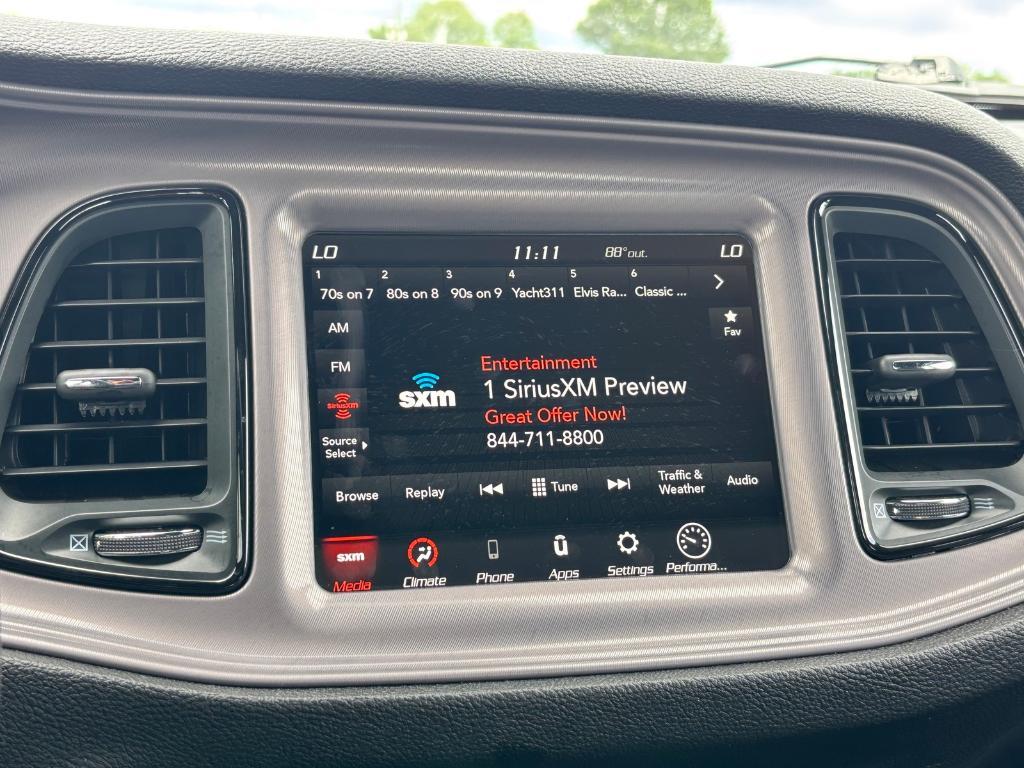 LO 11:11 88° out. LO
1 2 3 4 5 6
70s on 7 80s on 8 90s on 9 Yacht311 Elvis Ra... Classic ...
AM
Fav
FM
Entertainment
SiriusXM
sxm
1 SiriusXM Preview
Great Offer Now!
Source
Select
844-711-8800
Browse Replay Tune Traffic &
Weather
Audio
sxm
Media Climate Phone Apps Settings Performa...